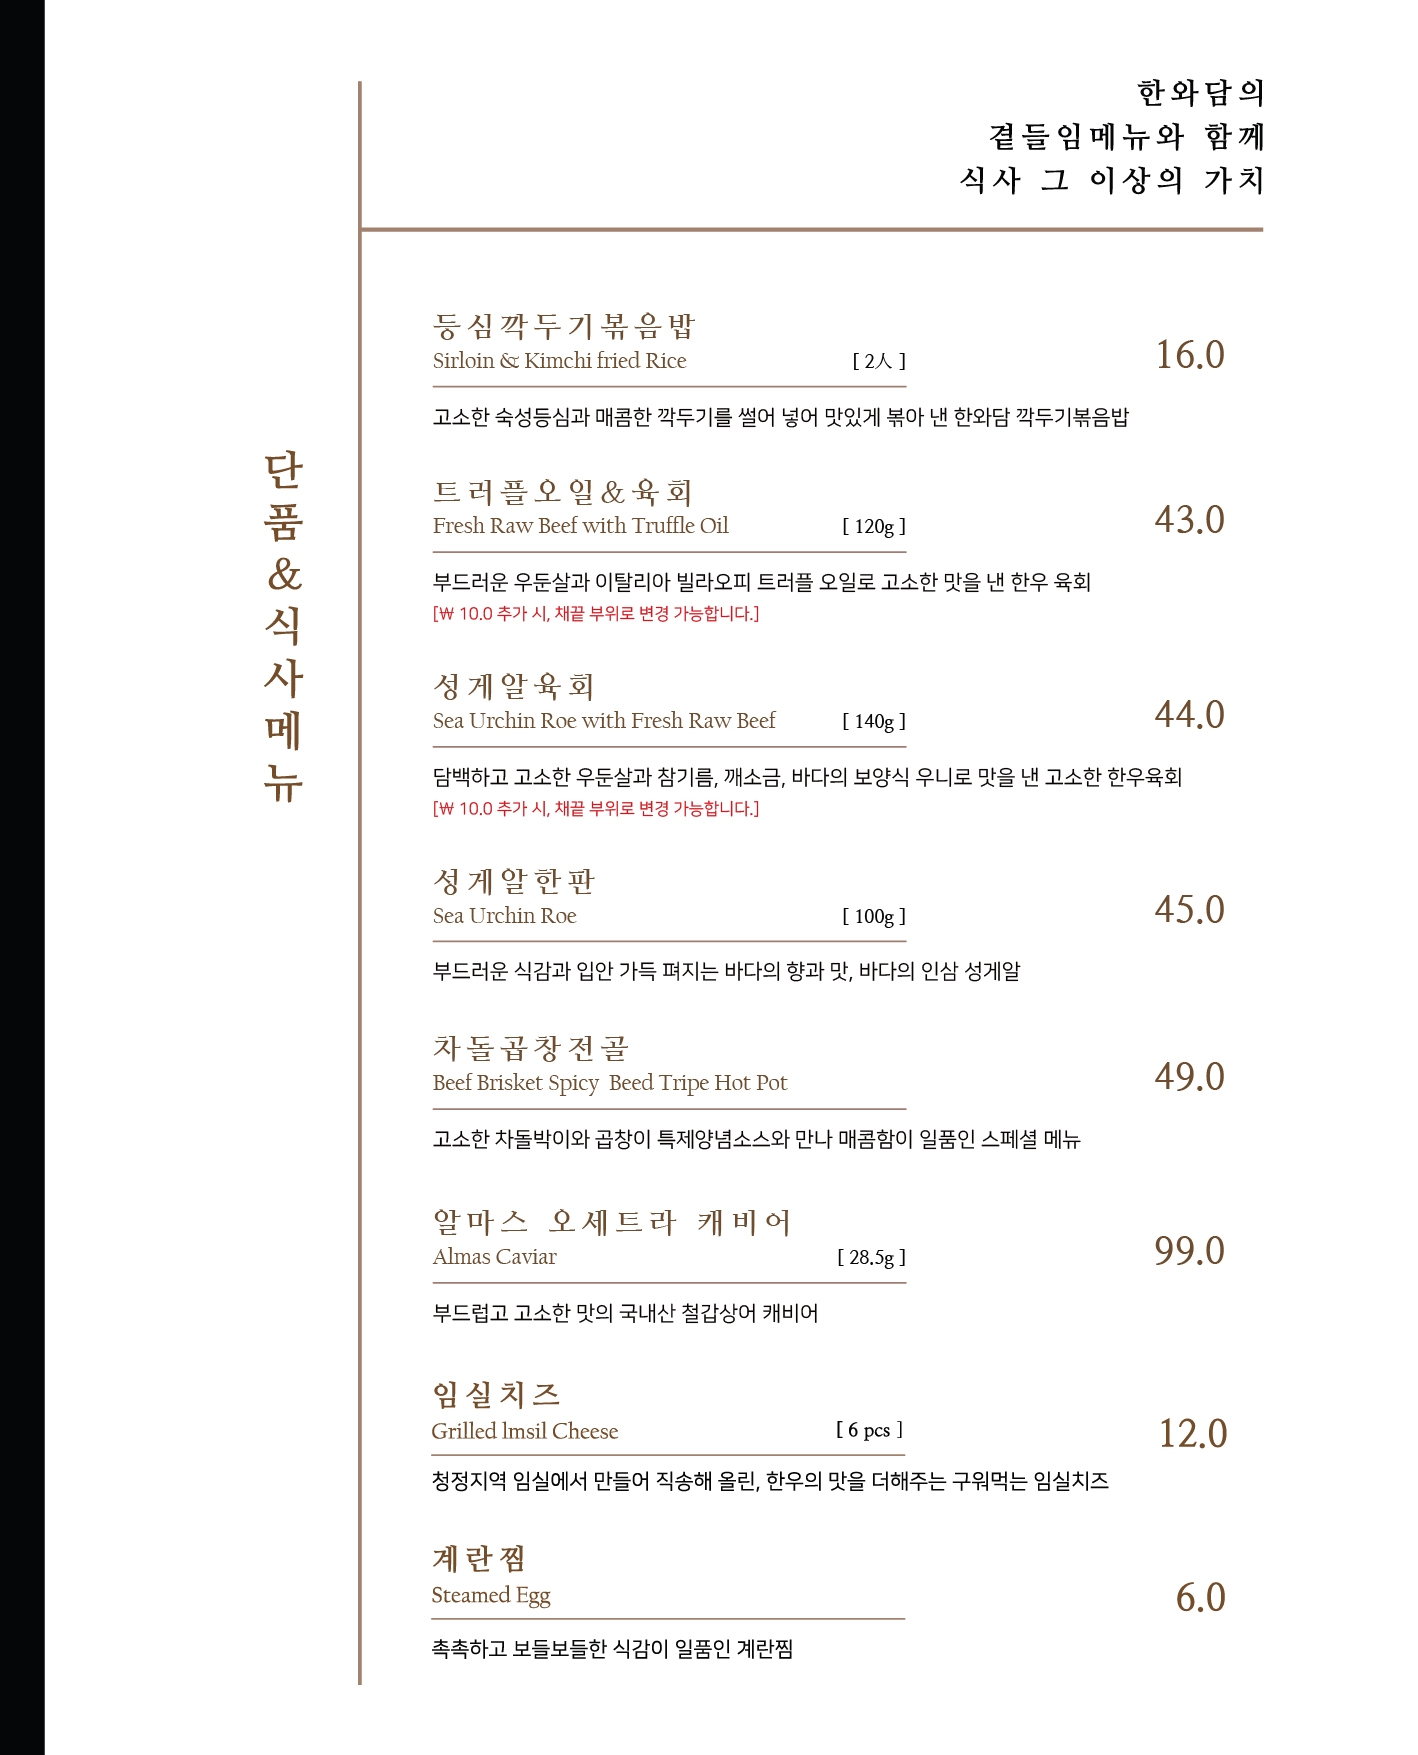 한와담의
곁들임메뉴와 함께
식사 그 이상의 가치
단품&식사메뉴
등심깍두기볶음밥
Sirloin & Kimchi fried Rice [ 2人 ] 16.0
고소한 숙성등심과 매콤한 깍두기를 썰어 넣어 맛있게 볶아 낸 한와담 깍두기볶음밥
트러플오일&육회
Fresh Raw Beef with Truffle Oil [ 120g ] 43.0
부드러운 우둔살과 이탈리아 빌라오피 트러플 오일로 고소한 맛을 낸 한우 육회
[₩ 10.0 추가 시, 채끝 부위로 변경 가능합니다.]
성게알육회
Sea Urchin Roe with Fresh Raw Beef [ 140g ] 44.0
담백하고 고소한 우둔살과 참기름, 깨소금, 바다의 보양식 우니로 맛을 낸 고소한 한우육회
[₩ 10.0 추가 시, 채끝 부위로 변경 가능합니다.]
성게알한판
Sea Urchin Roe [ 100g ] 45.0
부드러운 식감과 입안 가득 펴지는 바다의 향과 맛, 바다의 인삼 성게알
차돌곱창전골
Beef Brisket Spicy Beed Tripe Hot Pot 49.0
고소한 차돌박이와 곱창이 특제양념소스와 만나 매콤함이 일품인 스페셜 메뉴
알마스 오세트라 캐비어
Almas Caviar [ 28.5g ] 99.0
부드럽고 고소한 맛의 국내산 철갑상어 캐비어
임실치즈
Grilled lmsil Cheese [ 6 pcs ] 12.0
청정지역 임실에서 만들어 직송해 올린, 한우의 맛을 더해주는 구워먹는 임실치즈
계란찜
Steamed Egg 6.0
촉촉하고 보들보들한 식감이 일품인 계란찜